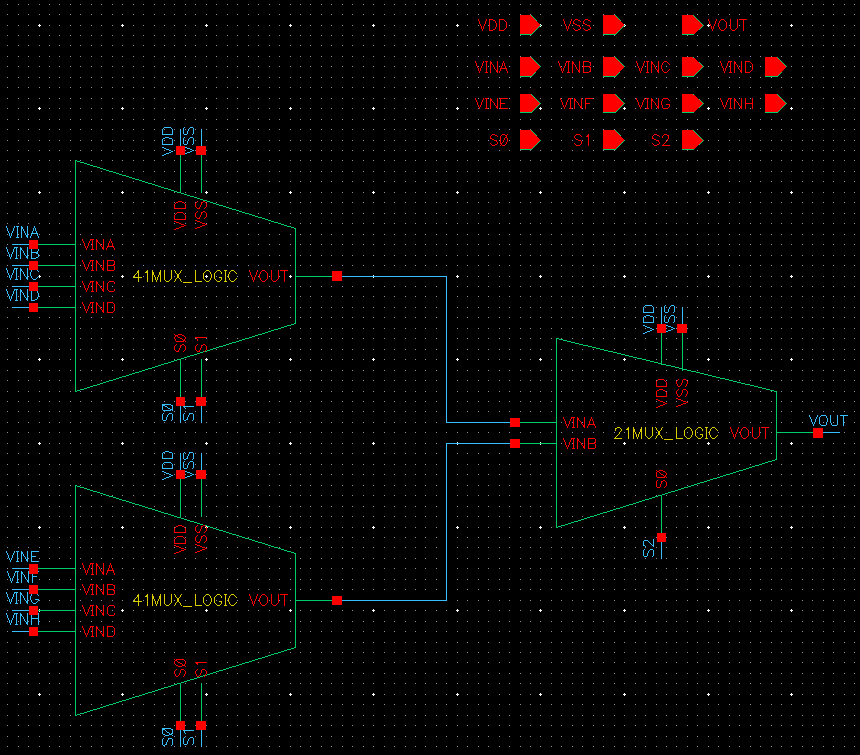 VDD VSS VOUT
VINA VINB VINC VIND
VINE VINF VING VINH
S0 S1 S2
VDD VSS
VDD VSS
VINA VINA
VINB VINB
VINC VINC
VIND VIND
41MUX_LOGIC VOUT
S0 S1
S0 S1
VDD VSS
VDD VSS
VINA
VINB
21MUX_LOGIC VOUT
VOUT
S0
S2
VDD VSS
VDD VSS
VINE VINA
VINF VINB
VING VINC
VINH VIND
41MUX_LOGIC VOUT
S0 S1
S0 S1